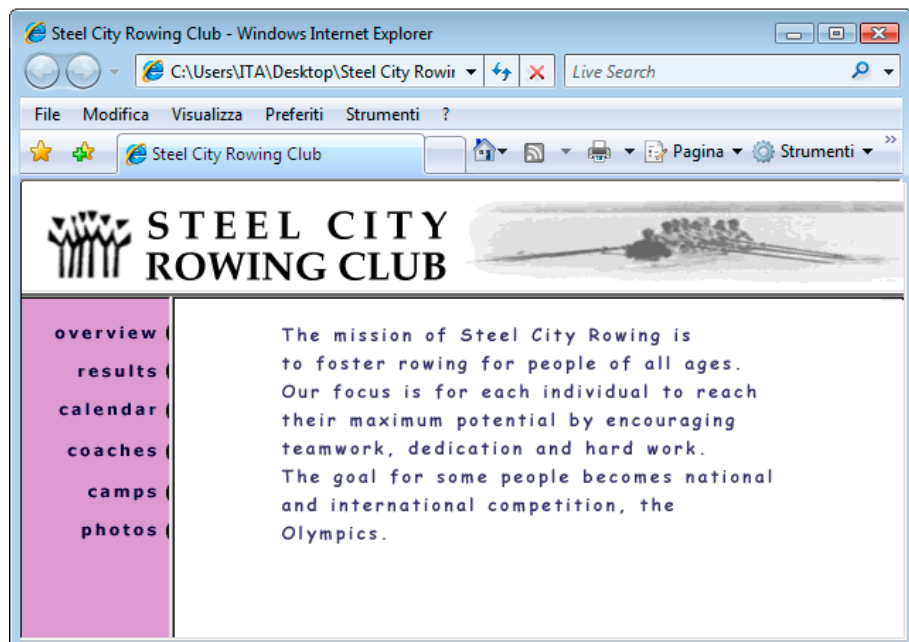 Steel City Rowing Club - Windows Internet Explorer
C:\Users\ITA\Desktop\Steel City Rowir
Live Search
File Modifica Visualizza Preferiti Strumenti ?
Steel City Rowing Club
Pagina Strumenti »
STEEL CITY
ROWING CLUB
overview
results
calendar
coaches
camps
photos
The mission of Steel City Rowing is
to foster rowing for people of all ages.
Our focus is for each individual to reach
their maximum potential by encouraging
teamwork, dedication and hard work.
The goal for some people becomes national
and international competition, the
Olympics.